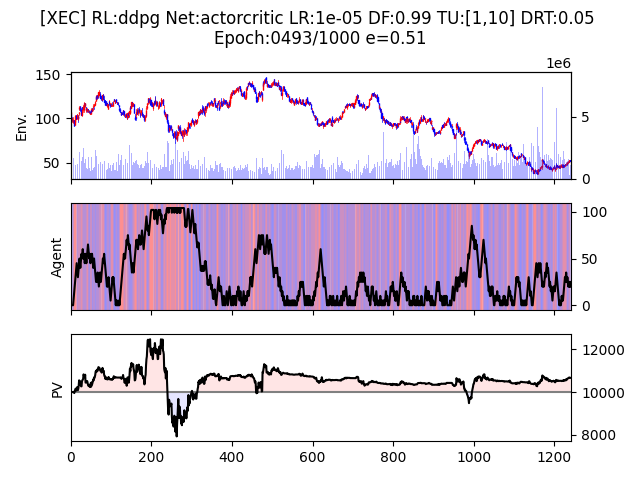 [XEC] RL:ddpg Net:actorcritic LR:1e-05 DF:0.99 TU:[1,10] DRT:0.05
Epoch:0493/1000 e=0.51
1e6
150
100
50
Env.
5
0
Agent
100
50
0
PV
12000
10000
8000
0 200 400 600 800 1000 1200